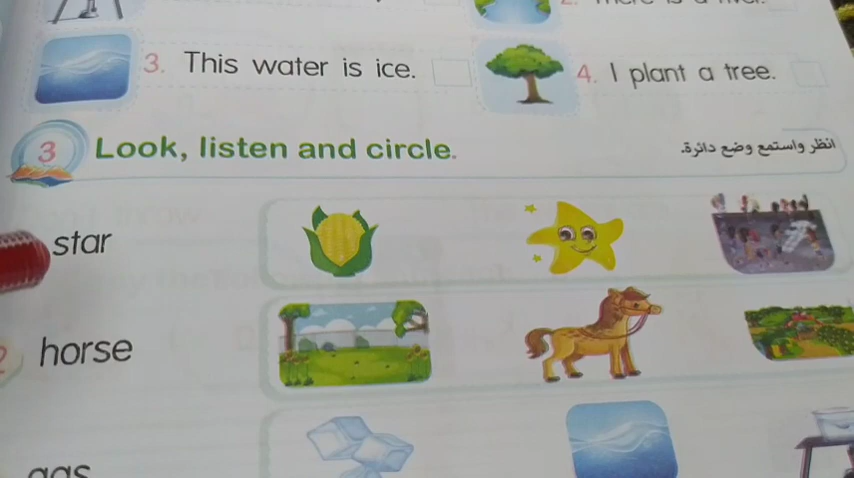 3. This water is ice.
4. I plant a tree.
3 Look, listen and circle.
انظر واستمع وضع دائرة.
star
horse
gas